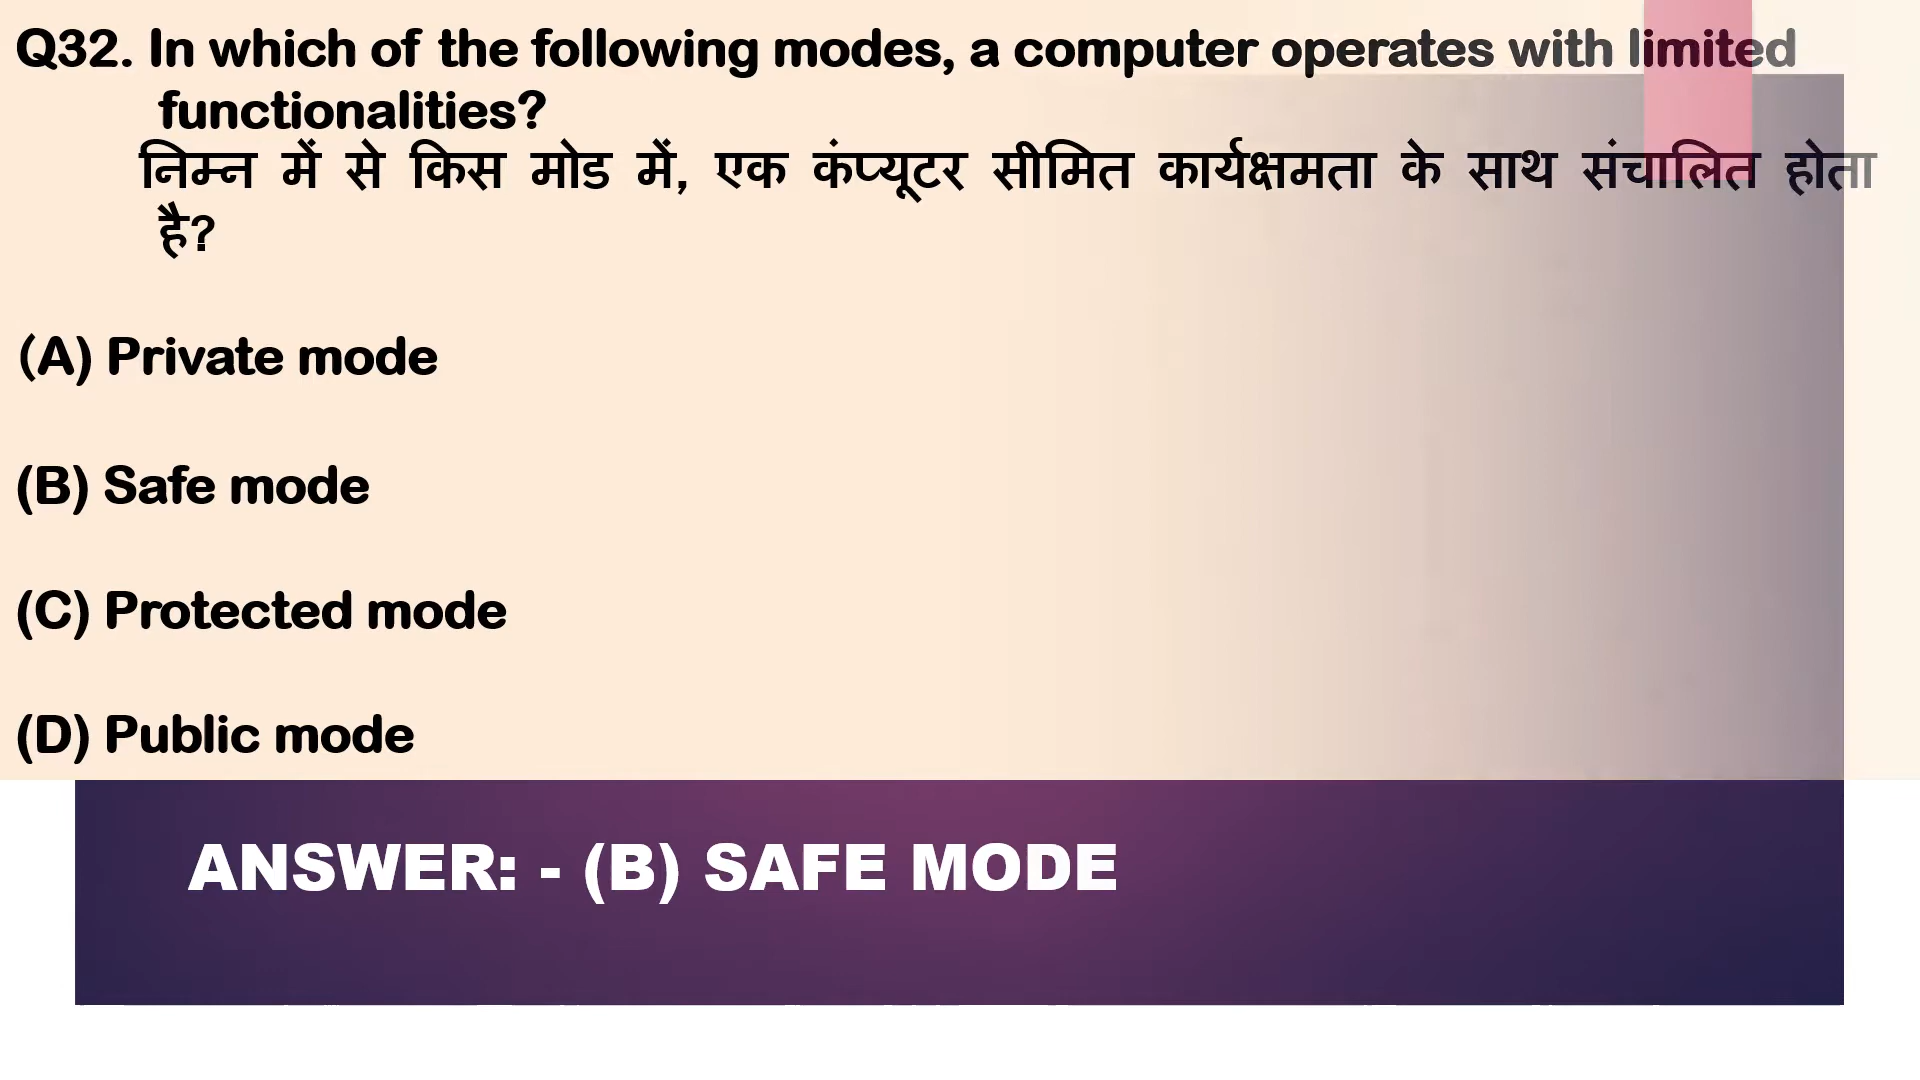 Q32. In which of the following modes, a computer operates with limited
functionalities?
निम्न में से किस मोड में, एक कंप्यूटर सीमित कार्यक्षमता के साथ संचालित होता
है?
(A) Private mode
(B) Safe mode
(C) Protected mode
(D) Public mode
ANSWER: - (B) SAFE MODE